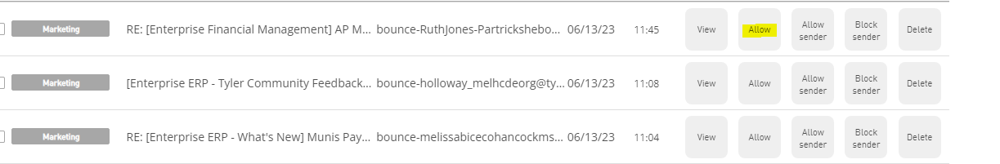 Marketing RE: [Enterprise Financial Management] AP M... bounce-RuthJones-Partrickshebo... 06/13/23 11:45 View Allow Allow sender Block sender Delete
Marketing [Enterprise ERP - Tyler Community Feedback... bounce-holloway_melhcdeorg@ty... 06/13/23 11:08 View Allow Allow sender Block sender Delete
Marketing RE: [Enterprise ERP - What's New] Munis Pay... bounce-melissabicecohancockms... 06/13/23 11:04 View Allow Allow sender Block sender Delete